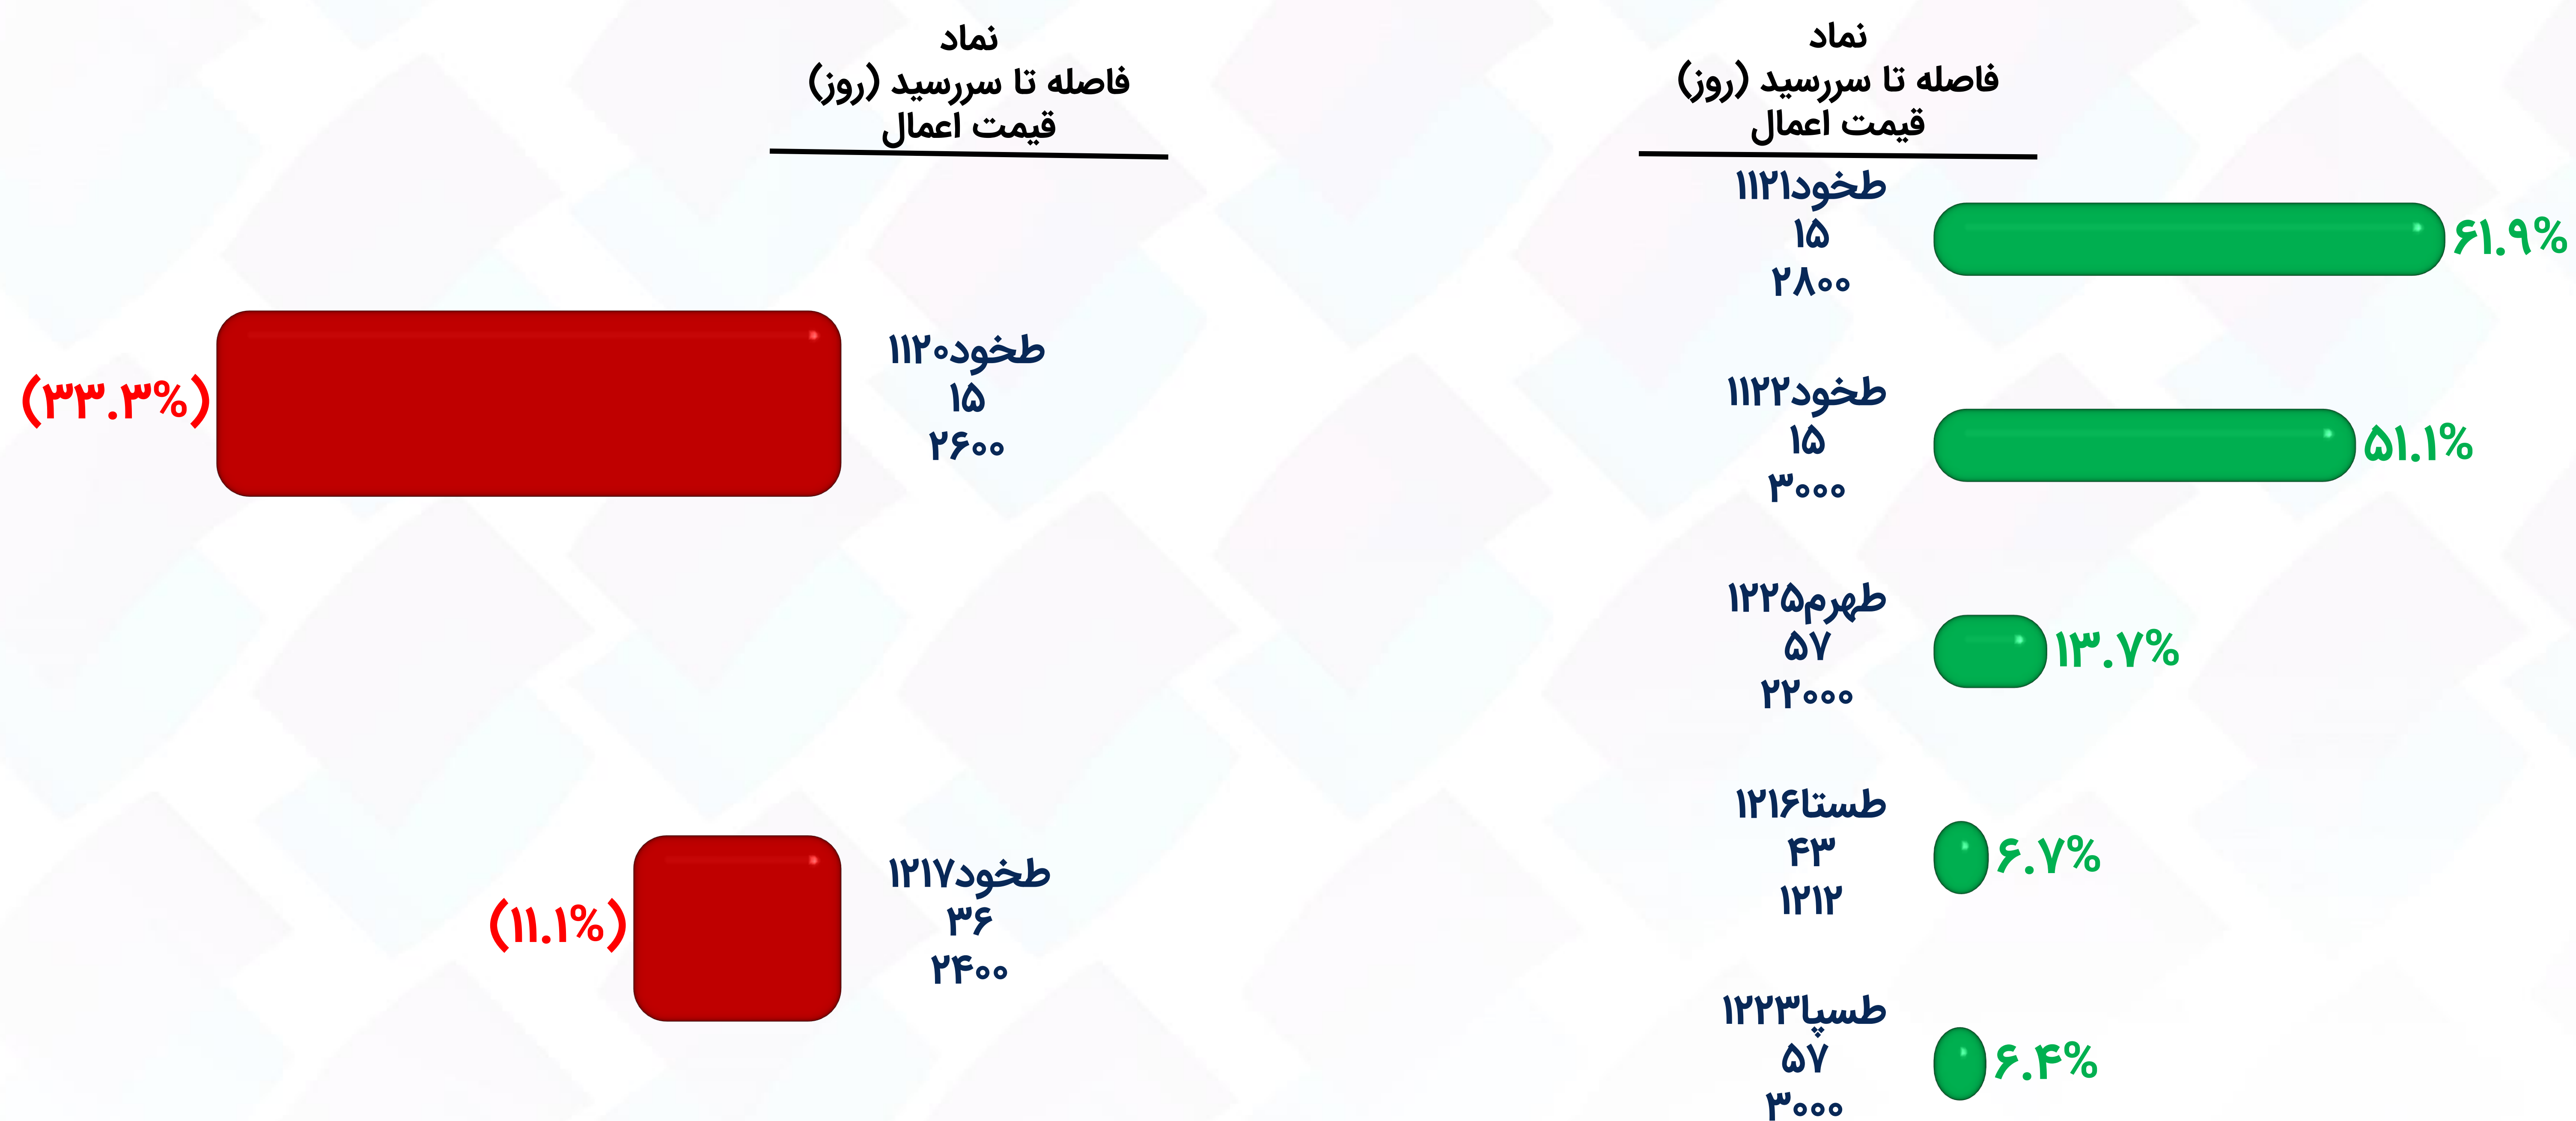 نماد
فاصله تا سررسید (روز)
قیمت اعمال
طخود۱۱۲۱
۱۵
۲۸۰۰
۶۱.۹%
طخود۱۱۲۲
۱۵
۳۰۰۰
۵۱.۱%
طهرم۱۲۲۵
۵۷
۲۲۰۰۰
۱۳.۷%
طستا۱۲۱۶
۴۳
۱۲۱۲
۶.۷%
طسپا۱۲۲۳
۵۷
۳۰۰۰
۶.۴%
نماد
فاصله تا سررسید (روز)
قیمت اعمال
طخود۱۱۲۰
۱۵
۲۶۰۰
(۳۳.۳%)
طخود۱۲۱۷
۳۶
۲۴۰۰
(۱۱.۱%)